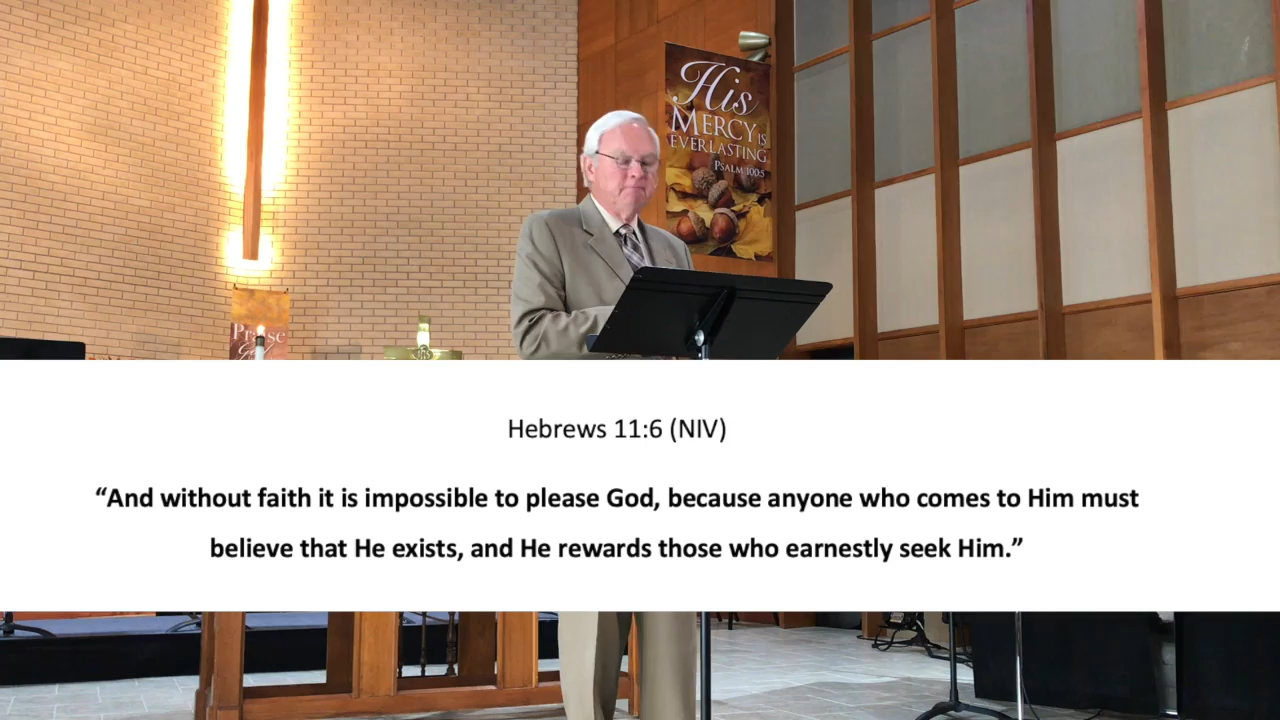 His
MERCY IS
EVERLASTING
PSALM 100:5
Praise
Hebrews 11:6 (NIV)
“And without faith it is impossible to please God, because anyone who comes to Him must
believe that He exists, and He rewards those who earnestly seek Him.”